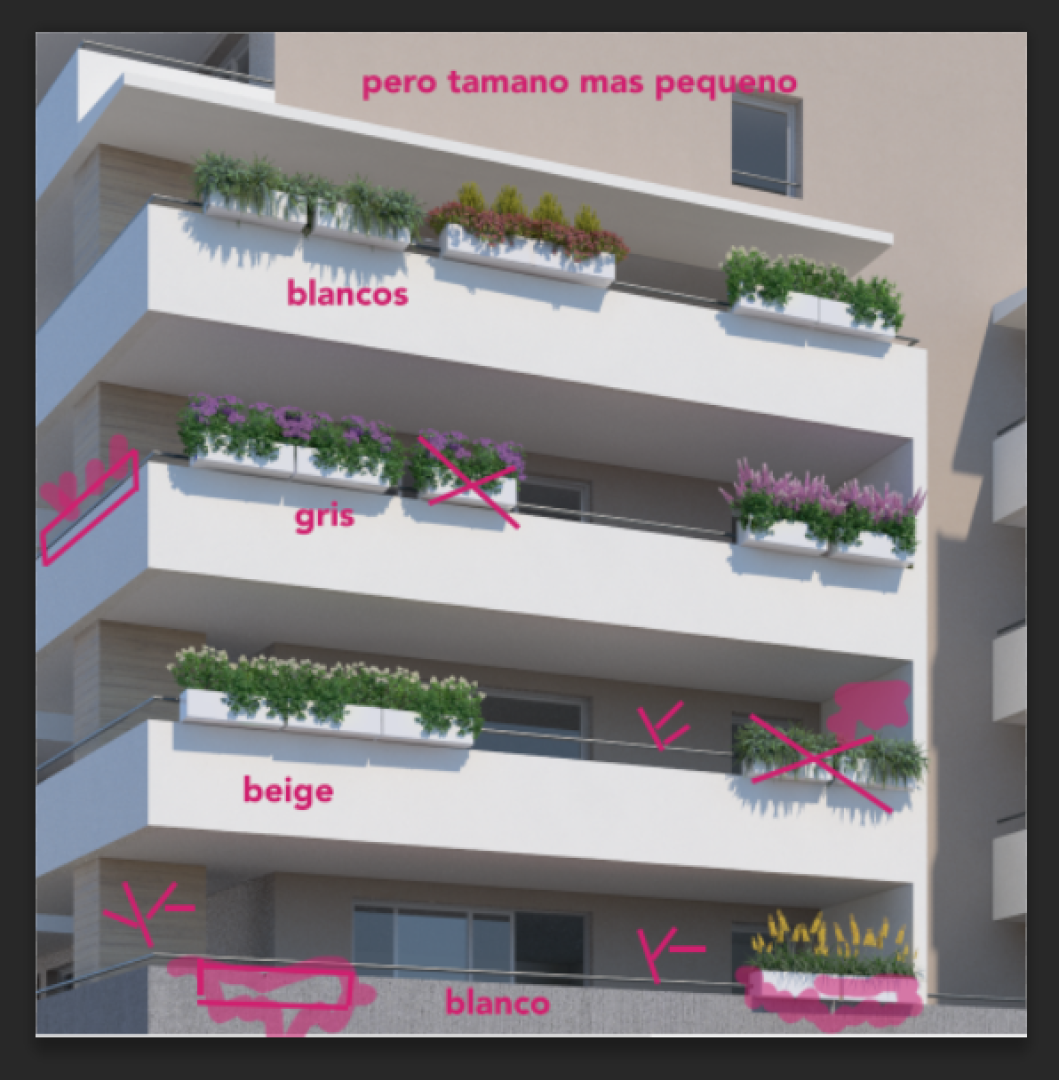 pero tamano mas pequeno
blancos
gris
beige
blanco